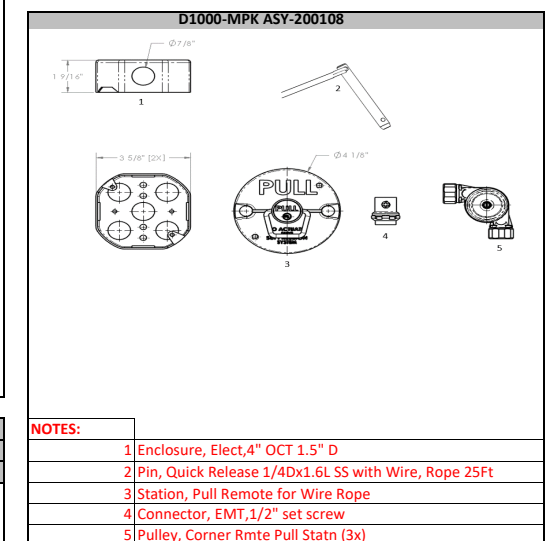 D1000-MPK ASY-200108
Ø7/8"
1 9/16"
1
2
3 5/8" [2X]
Ø4 1/8"
PULL
PULL
SYSTEM
3
4
5
NOTES:
1 Enclosure, Elect,4" OCT 1.5" D
2 Pin, Quick Release 1/4Dx1.6L SS with Wire, Rope 25Ft
3 Station, Pull Remote for Wire Rope
4 Connector, EMT,1/2" set screw
5 Pulley, Corner Rmte Pull Statn (3x)